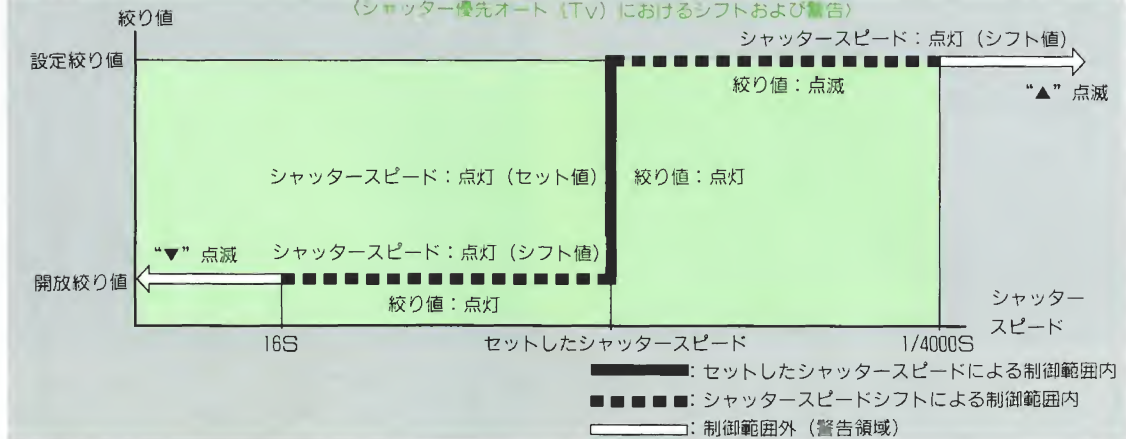 〈シャッター優先オート（Tv）におけるシフトおよび警告〉
絞り値
シャッタースピード：点灯（シフト値）
設定絞り値
絞り値：点滅
“▲” 点滅
シャッタースピード：点灯（セット値）
絞り値：点灯
“▼” 点滅
シャッタースピード：点灯（シフト値）
開放絞り値
絞り値：点灯
シャッター
スピード
16S
セットしたシャッタースピード
1/4000S
：セットしたシャッタースピードによる制御範囲内
：シャッタースピードシフトによる制御範囲内
：制御範囲外（警告領域）